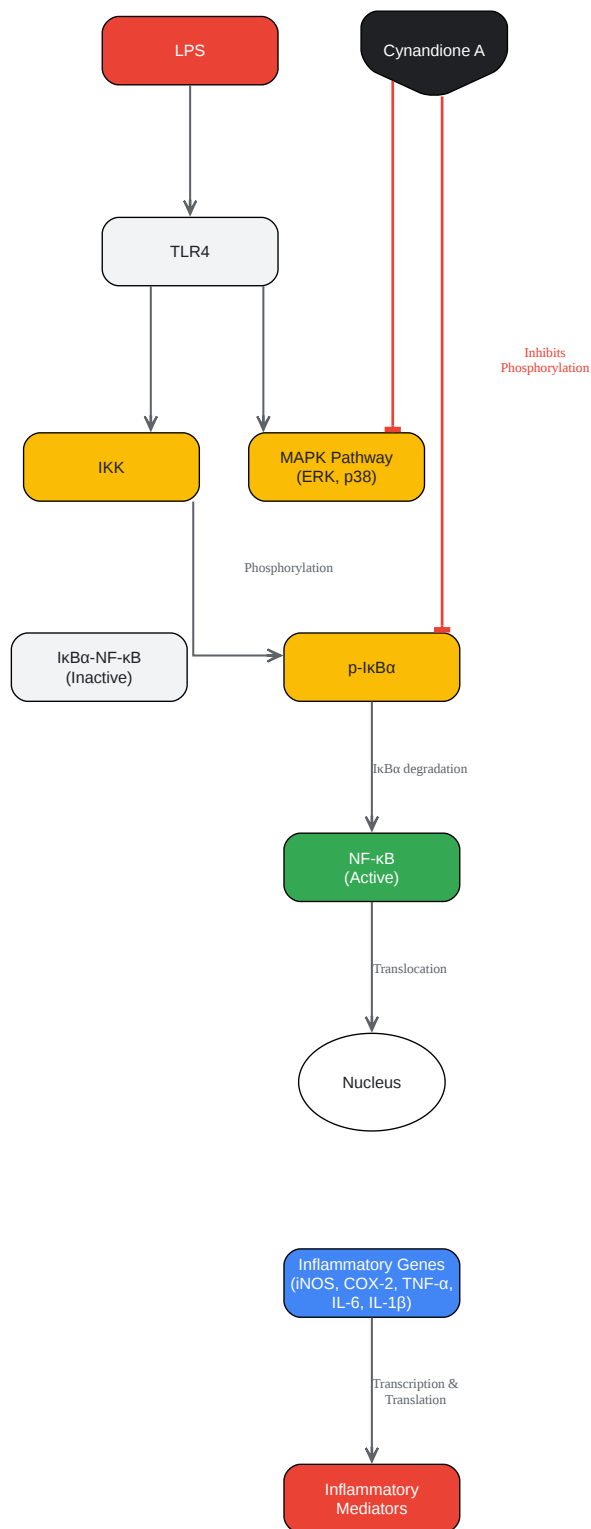 LPS
Cynandione A
TLR4
Inhibits
Phosphorylation
IKK
MAPK Pathway
(ERK, p38)
Phosphorylation
IκBα-NF-κB
(Inactive)
p-IκBα
IκBα degradation
NF-κB
(Active)
Translocation
Nucleus
Inflammatory Genes
(iNOS, COX-2, TNF-α,
IL-6, IL-1β)
Transcription &
Translation
Inflammatory
Mediators